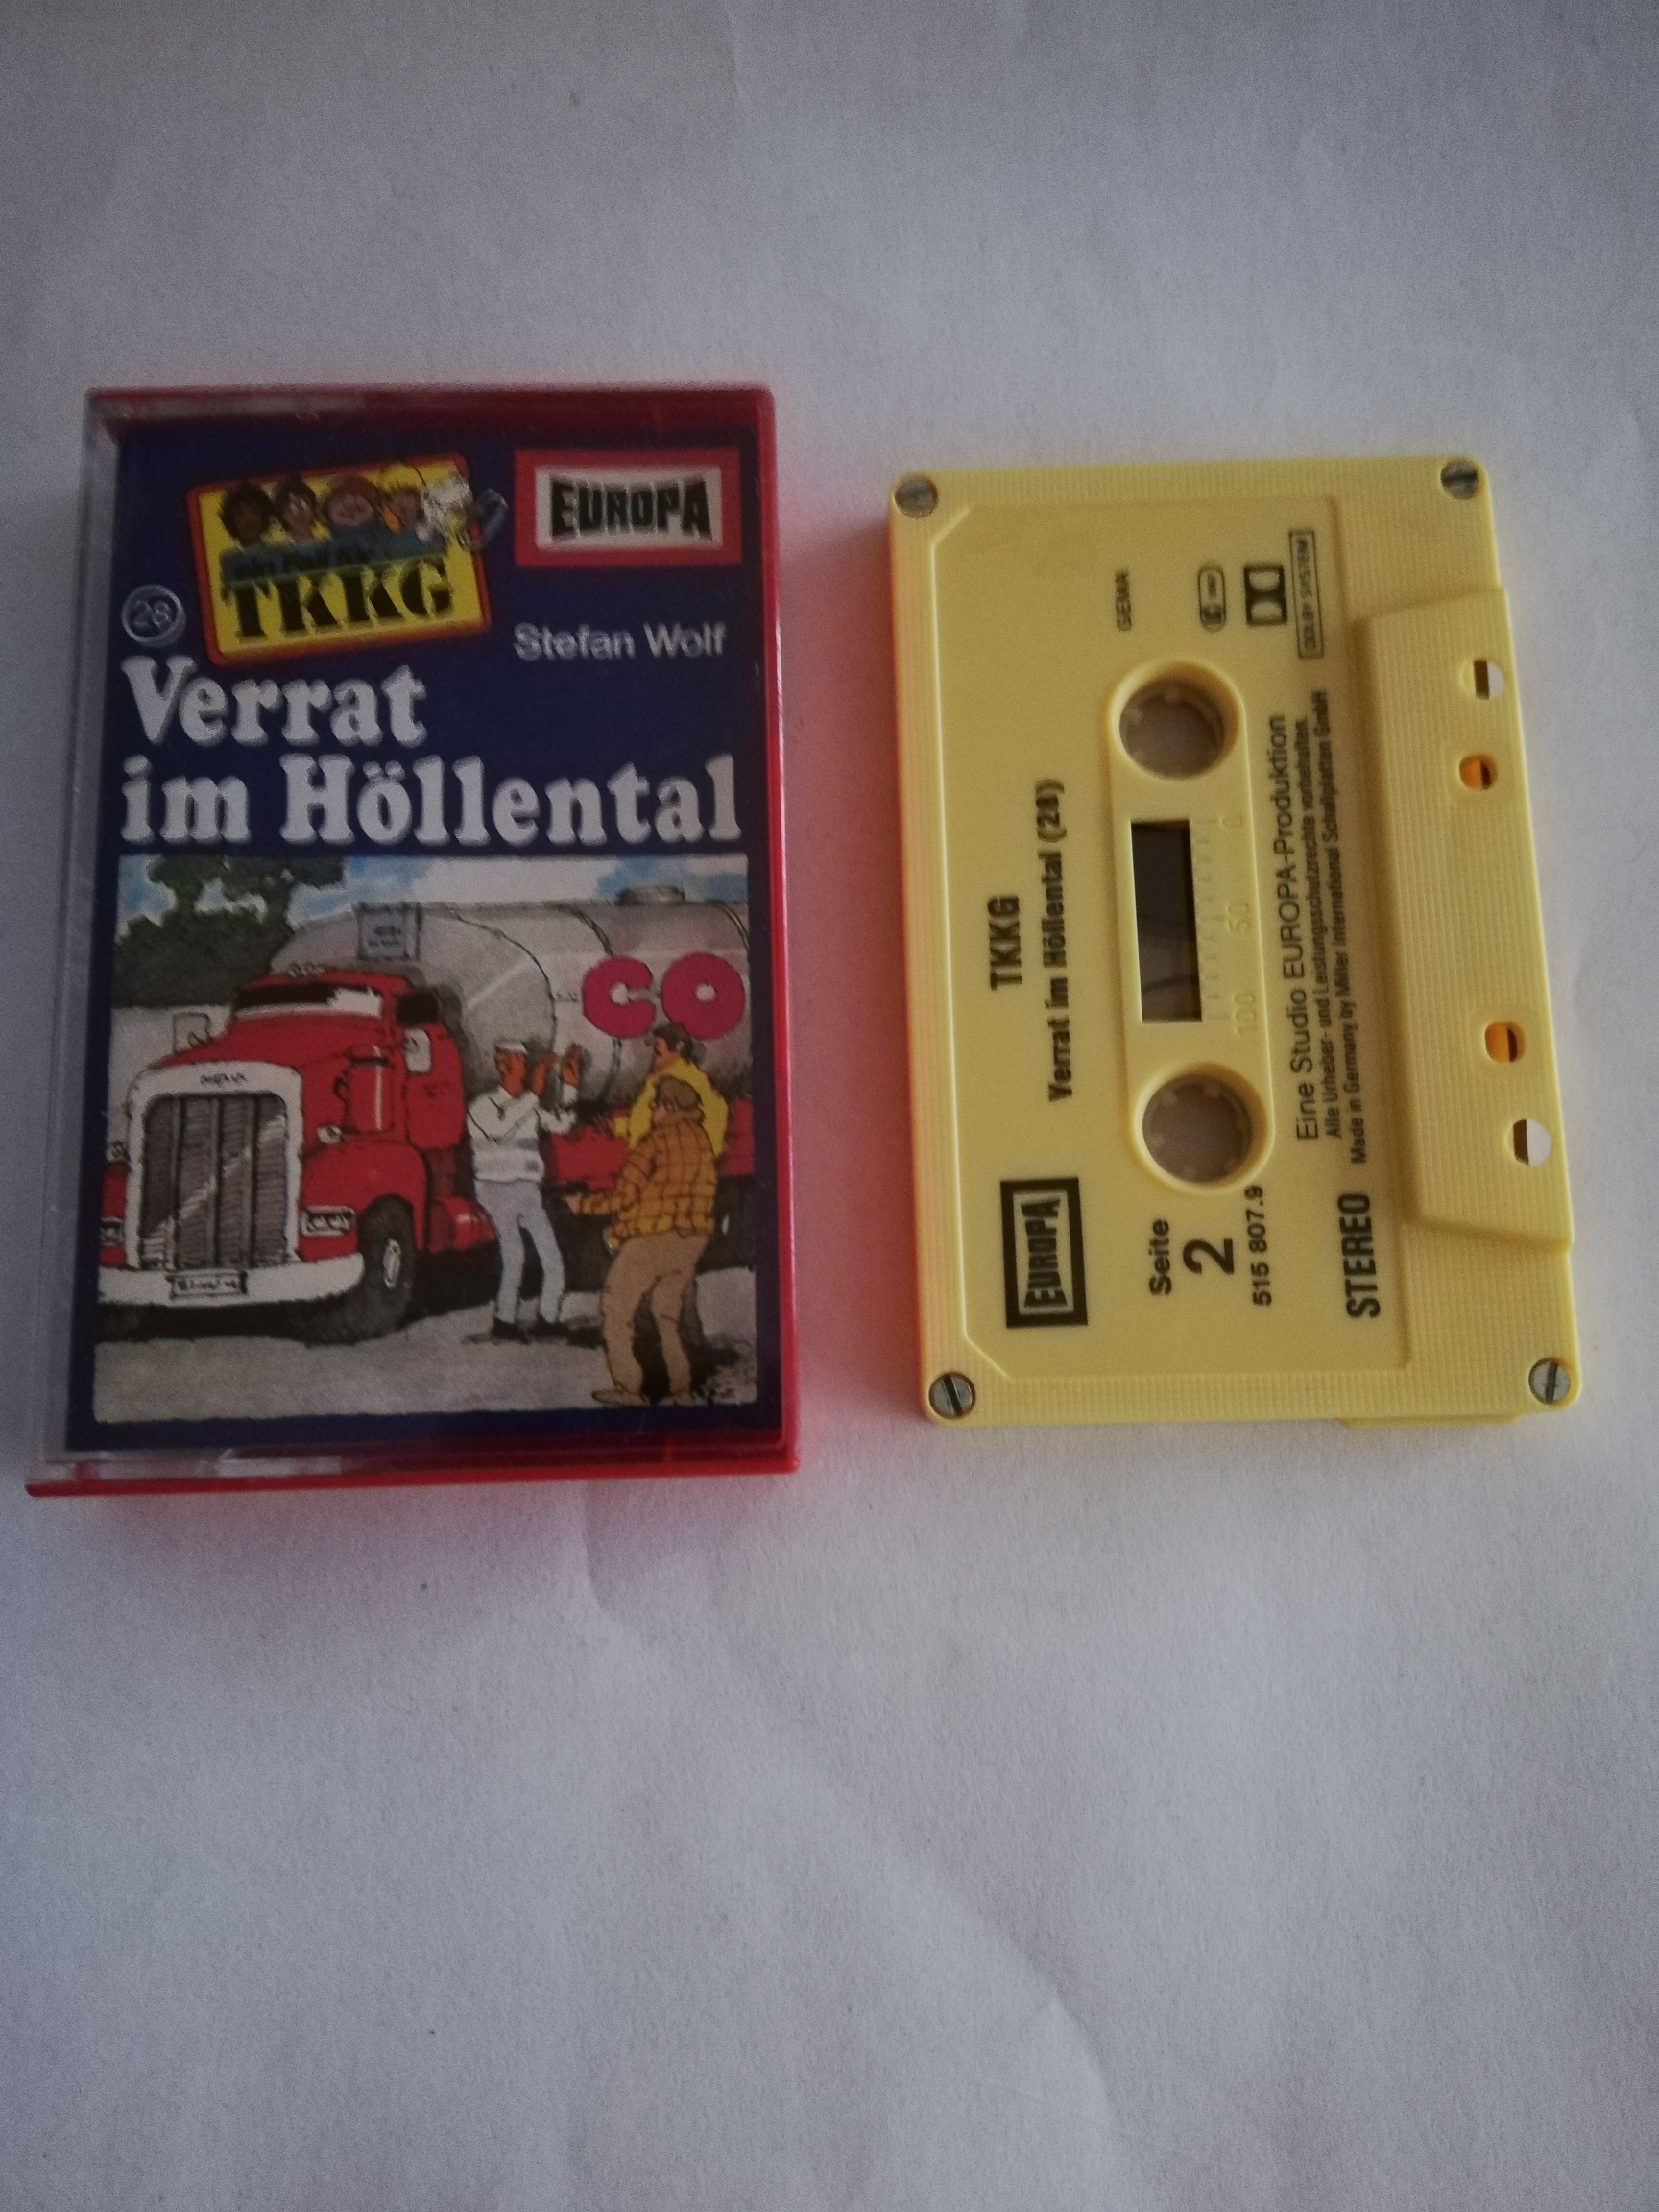 EUROPA
TKKG
28
Stefan Wolf
Verrat
im Höllental
CO
TKKG
Verrat im Höllental (28)
EUROPA
Seite
2
515 807.9
GEMA
DOLBY SYSTEM
100 50 0
Eine Studio EUROPA-Produktion
Alle Urheber- und Leistungsschutzrechte vorbehalten.
Made in Germany by Miller International Schallplatten GmbH
STEREO